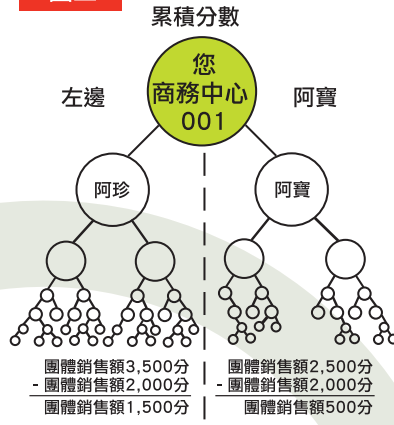 累積分數
您
商務中心
001
左邊
阿寶
阿珍
阿寶
團體銷售額3,500分
- 團體銷售額2,000分
團體銷售額1,500分
團體銷售額2,500分
- 團體銷售額2,000分
團體銷售額500分